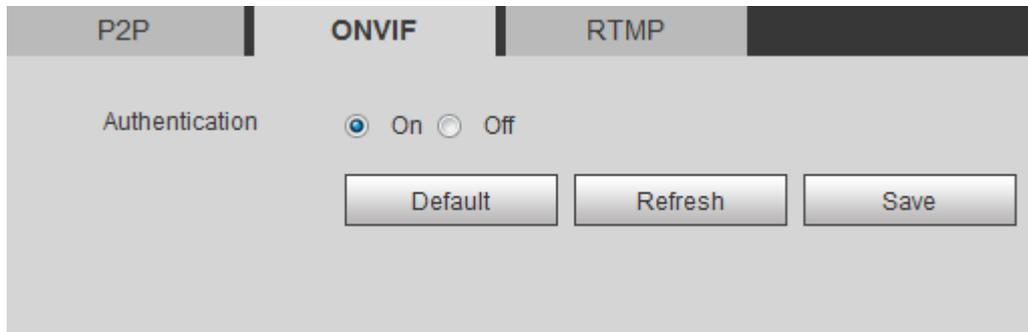 P2P ONVIF RTMP
Authentication On Off
Default Refresh Save